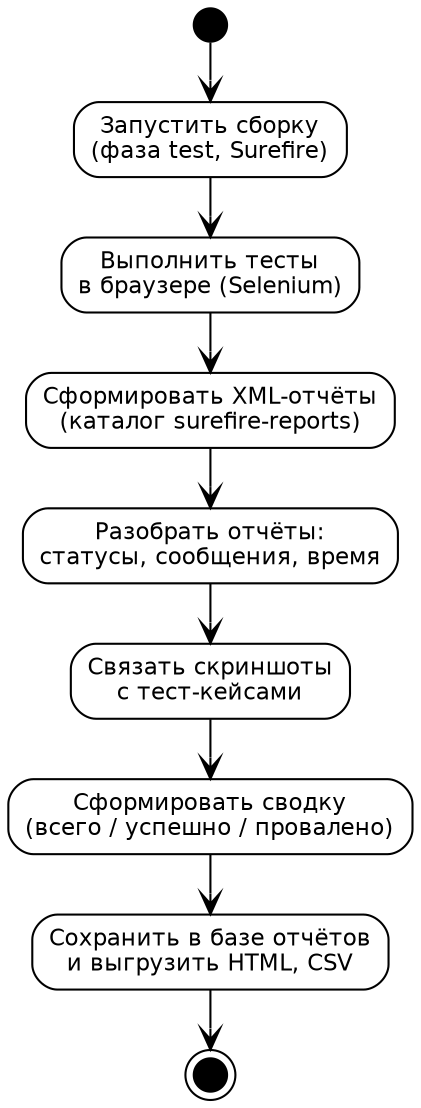 Запустить сборку
(фаза test, Surefire)
Выполнить тесты
в браузере (Selenium)
Сформировать XML-отчёты
(каталог surefire-reports)
Разобрать отчёты:
статусы, сообщения, время
Связать скриншоты
с тест-кейсами
Сформировать сводку
(всего / успешно / провалено)
Сохранить в базе отчётов
и выгрузить HTML, CSV